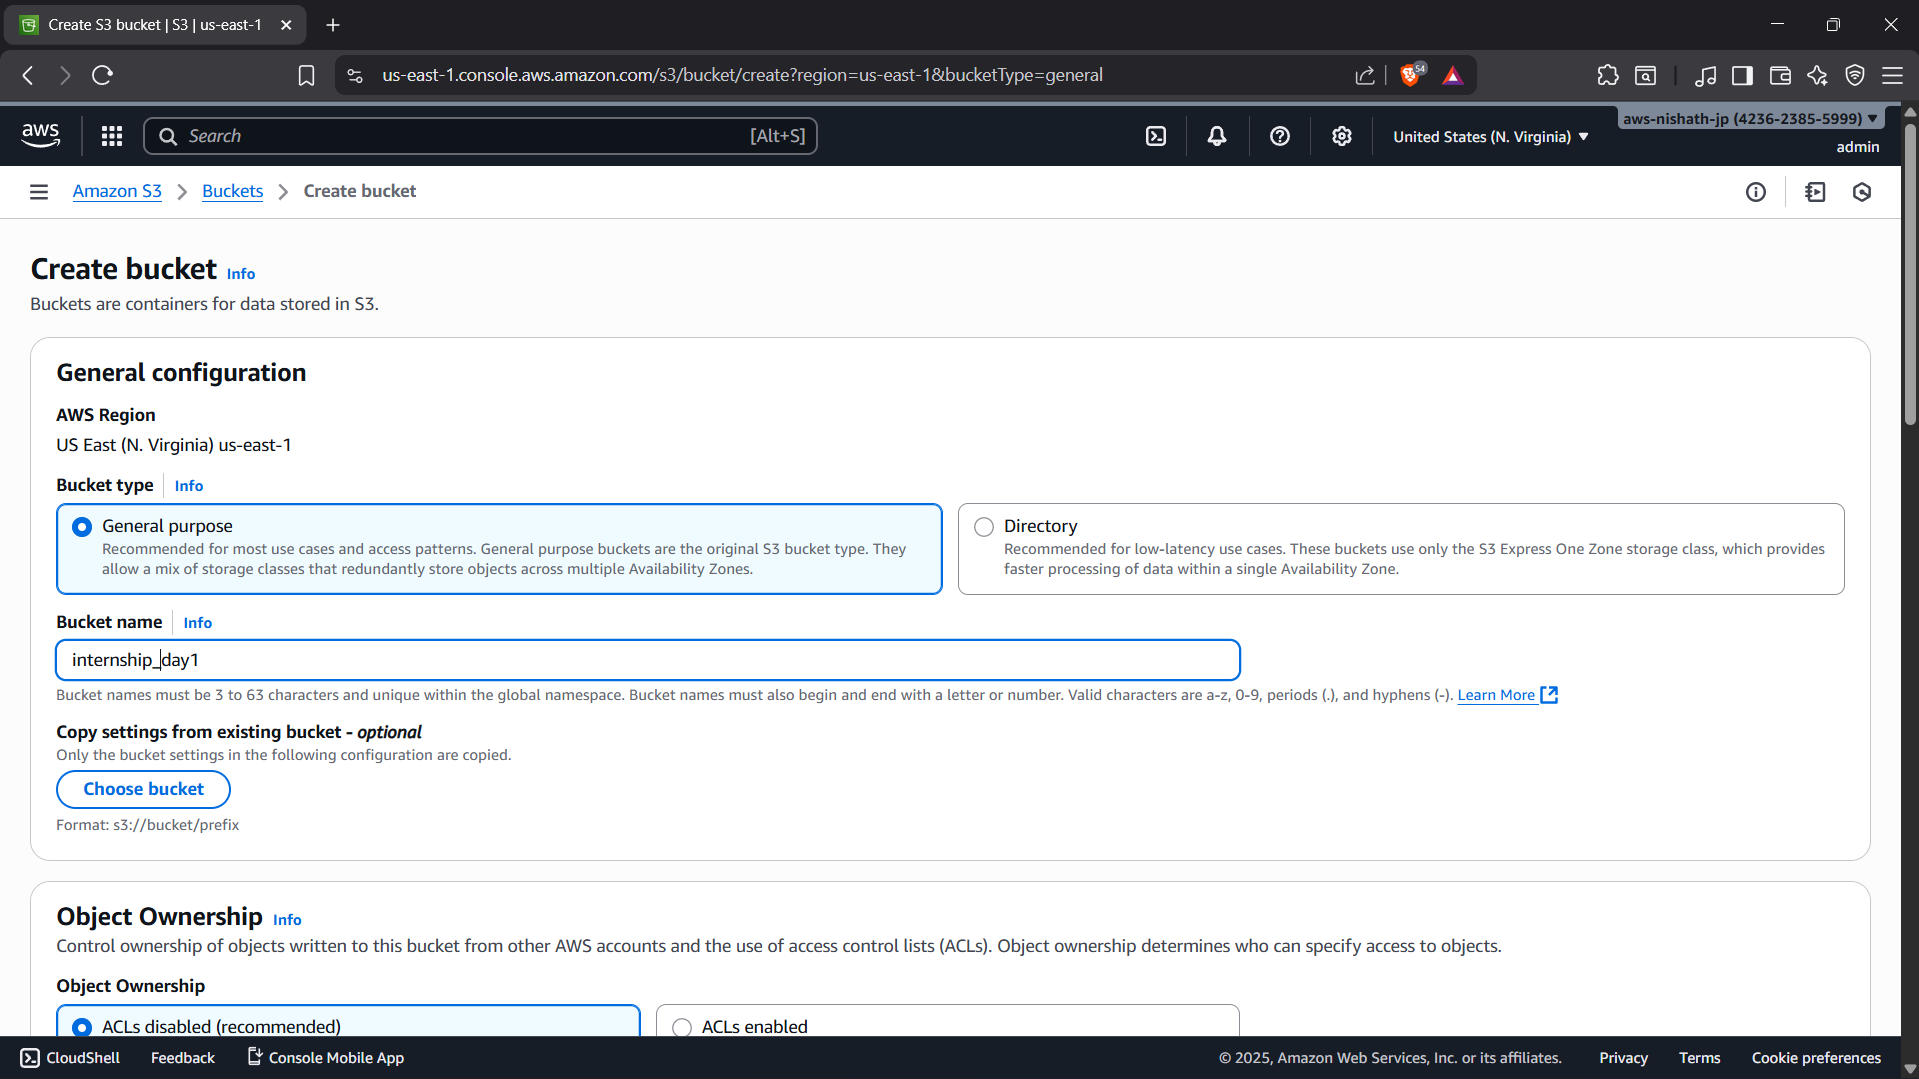 Create S3 bucket | S3 | us-east-1
us-east-1.console.aws.amazon.com/s3/bucket/create?region=us-east-1&bucketType=general
54
aws
Search
[Alt+S]
United States (N. Virginia)
aws-nishath-jp (4236-2385-5999)
admin
Amazon S3
Buckets
Create bucket
Create bucket Info
Buckets are containers for data stored in S3.
General configuration
AWS Region
US East (N. Virginia) us-east-1
Bucket type Info
General purpose
Recommended for most use cases and access patterns. General purpose buckets are the original S3 bucket type. They
allow a mix of storage classes that redundantly store objects across multiple Availability Zones.
Directory
Recommended for low-latency use cases. These buckets use only the S3 Express One Zone storage class, which provides
faster processing of data within a single Availability Zone.
Bucket name Info
internship_day1
Bucket names must be 3 to 63 characters and unique within the global namespace. Bucket names must also begin and end with a letter or number. Valid characters are a-z, 0-9, periods (.), and hyphens (-). Learn More
Copy settings from existing bucket - optional
Only the bucket settings in the following configuration are copied.
Choose bucket
Format: s3://bucket/prefix
Object Ownership Info
Control ownership of objects written to this bucket from other AWS accounts and the use of access control lists (ACLs). Object ownership determines who can specify access to objects.
Object Ownership
ACLs disabled (recommended)
ACLs enabled
CloudShell
Feedback
Console Mobile App
© 2025, Amazon Web Services, Inc. or its affiliates.
Privacy
Terms
Cookie preferences